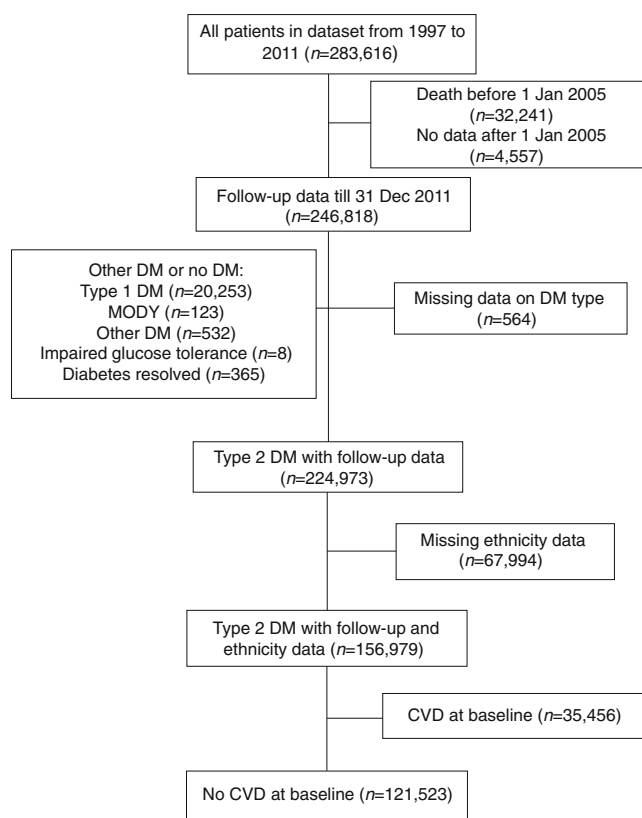 All patients in dataset from 1997 to
2011 (n=283,616)
Death before 1 Jan 2005
(n=32,241)
No data after 1 Jan 2005
(n=4,557)
Follow-up data till 31 Dec 2011
(n=246,818)
Other DM or no DM:
Type 1 DM (n=20,253)
MODY (n=123)
Other DM (n=532)
Impaired glucose tolerance (n=8)
Diabetes resolved (n=365)
Missing data on DM type
(n=564)
Type 2 DM with follow-up data
(n=224,973)
Missing ethnicity data
(n=67,994)
Type 2 DM with follow-up and
ethnicity data (n=156,979)
CVD at baseline (n=35,456)
No CVD at baseline (n=121,523)